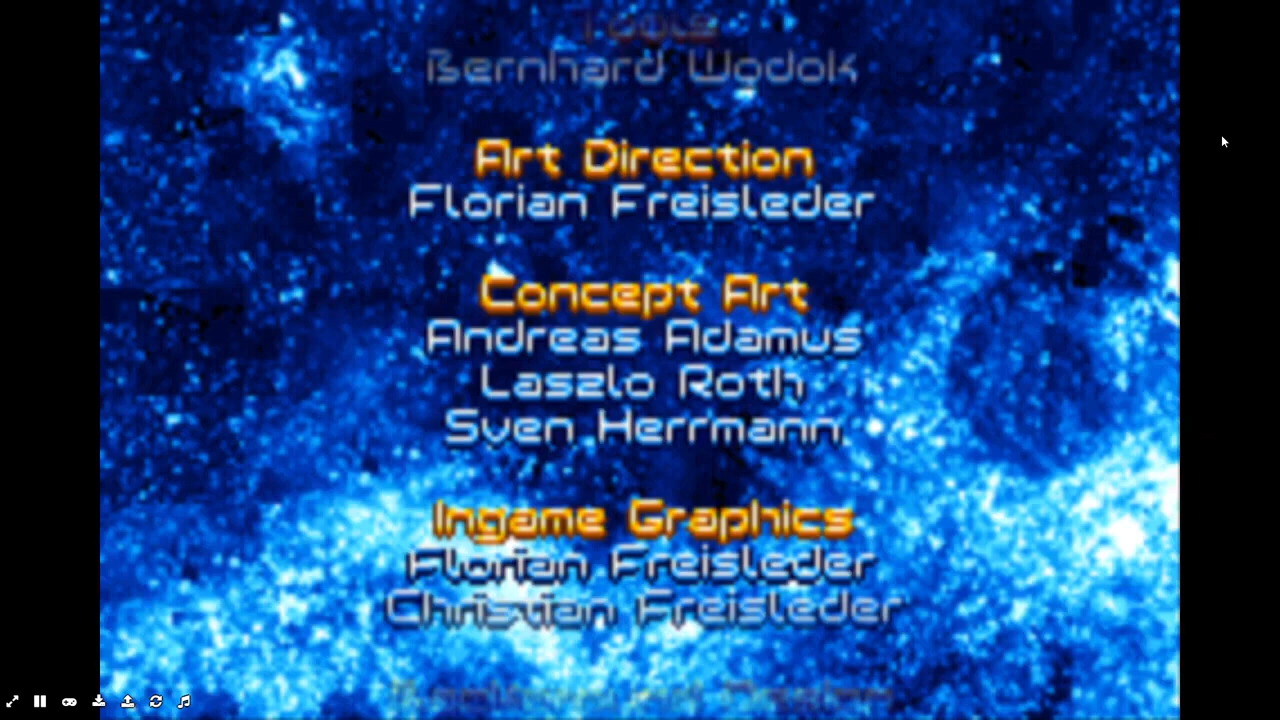 Tools
Bernhard Wodok
Art Direction
Florian Freisleder
Concept Art
Andreas Adamus
Laszlo Roth
Sven Herrmann
Ingame Graphics
Florian Freisleder
Christian Freisleder